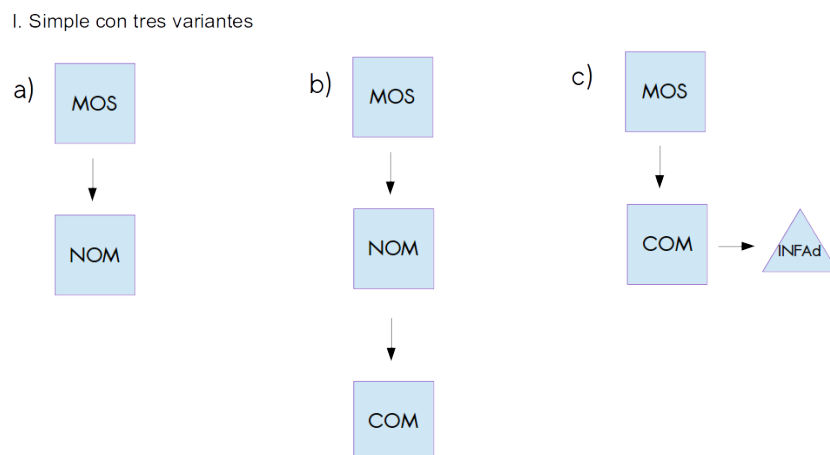 I. Simple con tres variantes
a)
MOS
NOM
b)
MOS
NOM
COM
c)
MOS
COM
INFAd